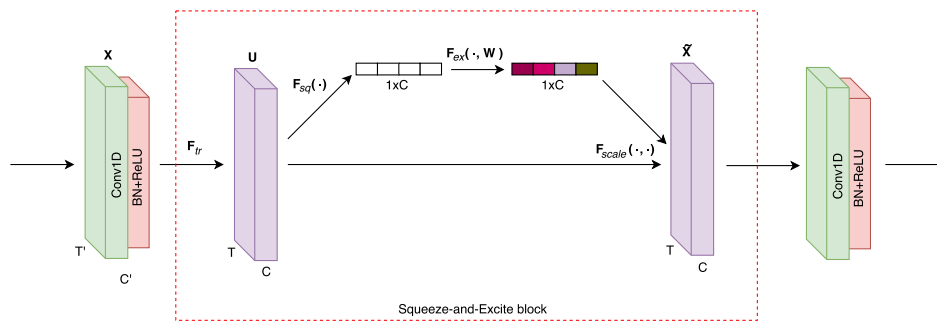 X
Conv1D
BN+ReLU
T'
C'
F_tr
U
T
C
F_sq(·)
1xC
F_ex(·, W)
1xC
F_scale(·,·)
X̃
T
C
Conv1D
BN+ReLU
Squeeze-and-Excite block